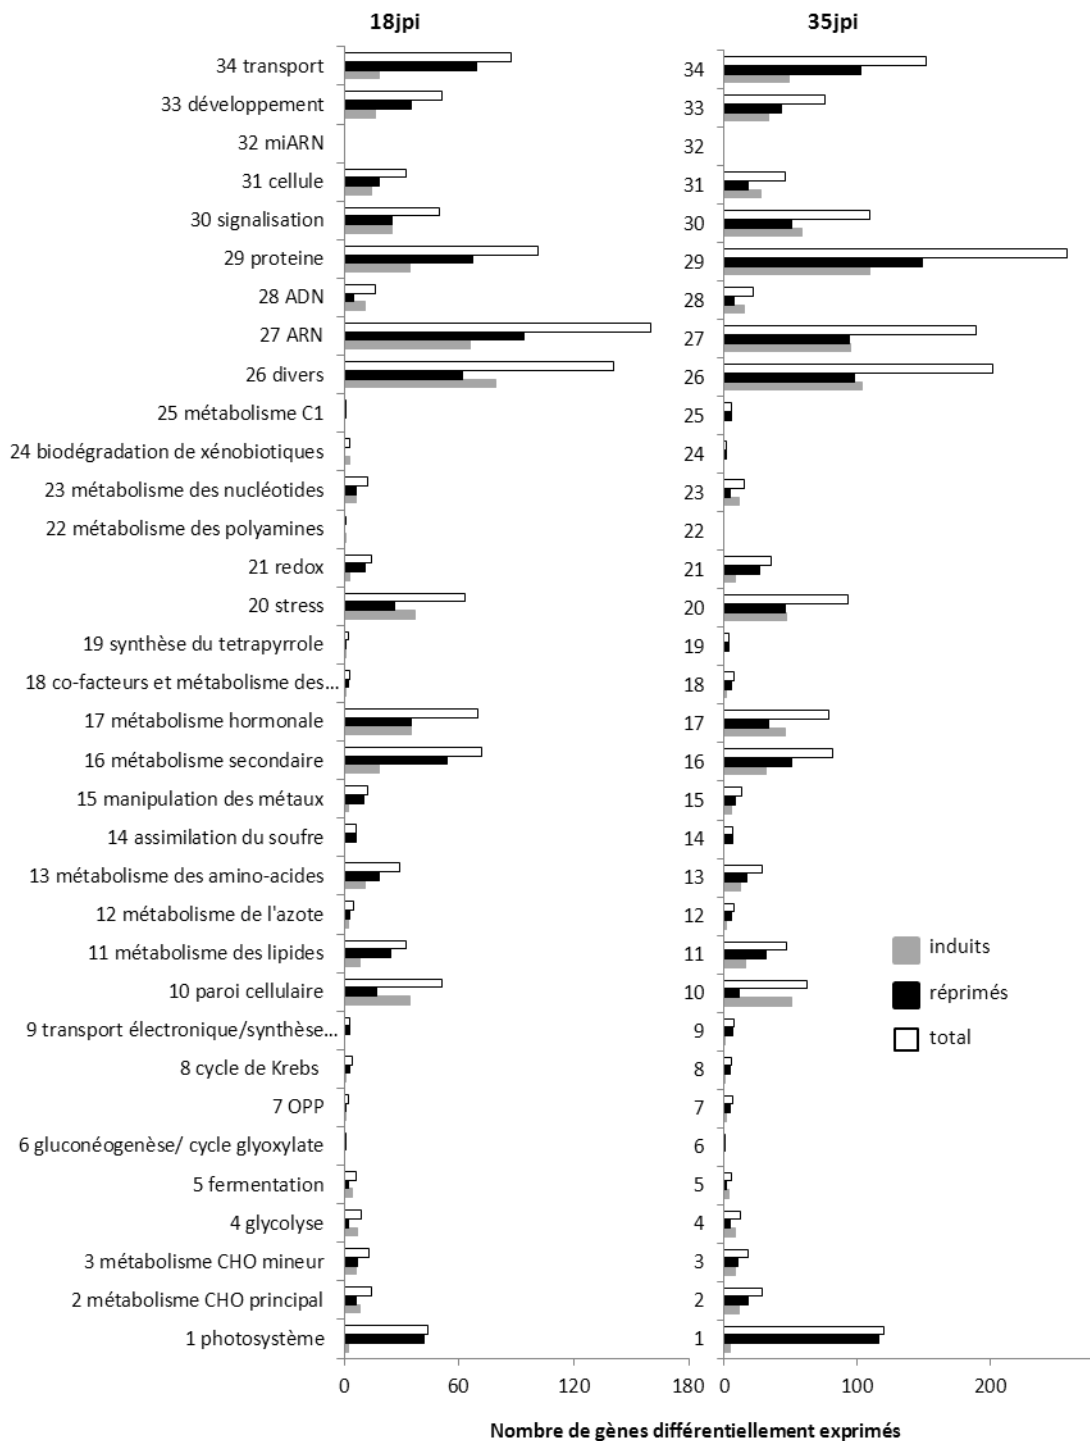 18jpi 35jpi
34 transport 34
33 développement 33
32 miARN 32
31 cellule 31
30 signalisation 30
29 proteine 29
28 ADN 28
27 ARN 27
26 divers 26
25 métabolisme C1 25
24 biodégradation de xénobiotiques 24
23 métabolisme des nucléotides 23
22 métabolisme des polyamines 22
21 redox 21
20 stress 20
19 synthèse du tetrapyrrole 19
18 co-facteurs et métabolisme des... 18
17 métabolisme hormonale 17
16 métabolisme secondaire 16
15 manipulation des métaux 15
14 assimilation du soufre 14
13 métabolisme des amino-acides 13
12 métabolisme de l'azote 12
11 métabolisme des lipides 11
10 paroi cellulaire 10
9 transport électronique/synthèse... 9
8 cycle de Krebs 8
7 OPP 7
6 gluconéogenèse/ cycle glyoxylate 6
5 fermentation 5
4 glycolyse 4
3 métabolisme CHO mineur 3
2 métabolisme CHO principal 2
1 photosystème 1
induits
réprimés
total
0 60 120 180 0 100 200
Nombre de gènes différentiellement exprimés